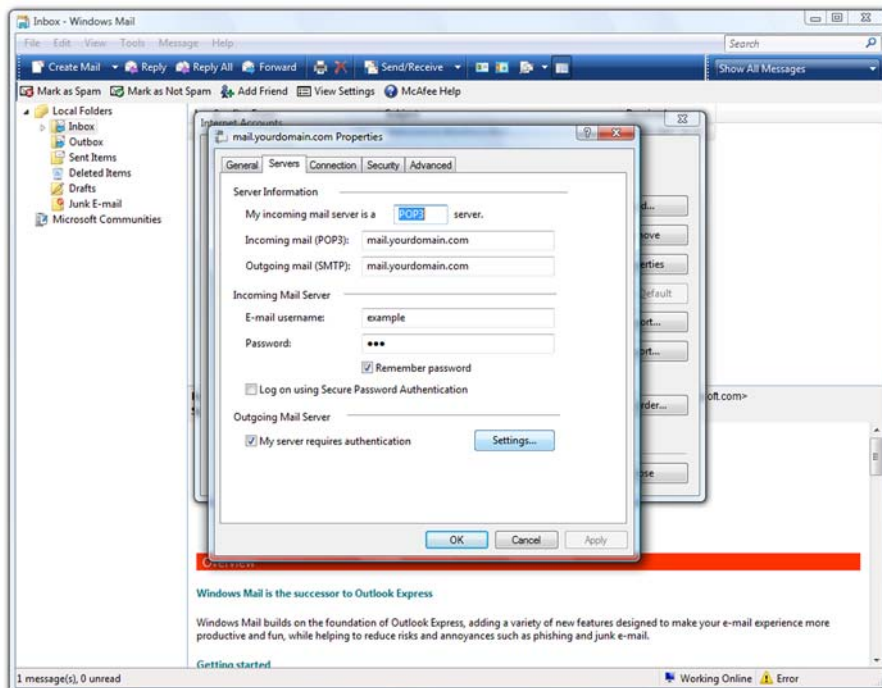 Inbox - Windows Mail
File Edit View Tools Message Help
Search
Create Mail Reply Reply All Forward Send/Receive
Show All Messages
Mark as Spam Mark as Not Spam Add Friend View Settings McAfee Help
Local Folders
Inbox
Outbox
Sent Items
Deleted Items
Drafts
Junk E-mail
Microsoft Communities
Internet Accounts
mail.yourdomain.com Properties
General Servers Connection Security Advanced
Server Information
My incoming mail server is a POP3 server.
Incoming mail (POP3): mail.yourdomain.com
Outgoing mail (SMTP): mail.yourdomain.com
Incoming Mail Server
E-mail username: example
Password: •••
Remember password
Log on using Secure Password Authentication
Outgoing Mail Server
My server requires authentication Settings...
OK Cancel Apply
d...
ove
erties
Default
ort...
ort...
rder...
ose
oft.com>
Overview
Windows Mail is the successor to Outlook Express
Windows Mail builds on the foundation of Outlook Express, adding a variety of new features designed to make your e-mail experience more
productive and fun, while helping to reduce risks and annoyances such as phishing and junk e-mail.
Getting started
1 message(s), 0 unread
Working Online Error